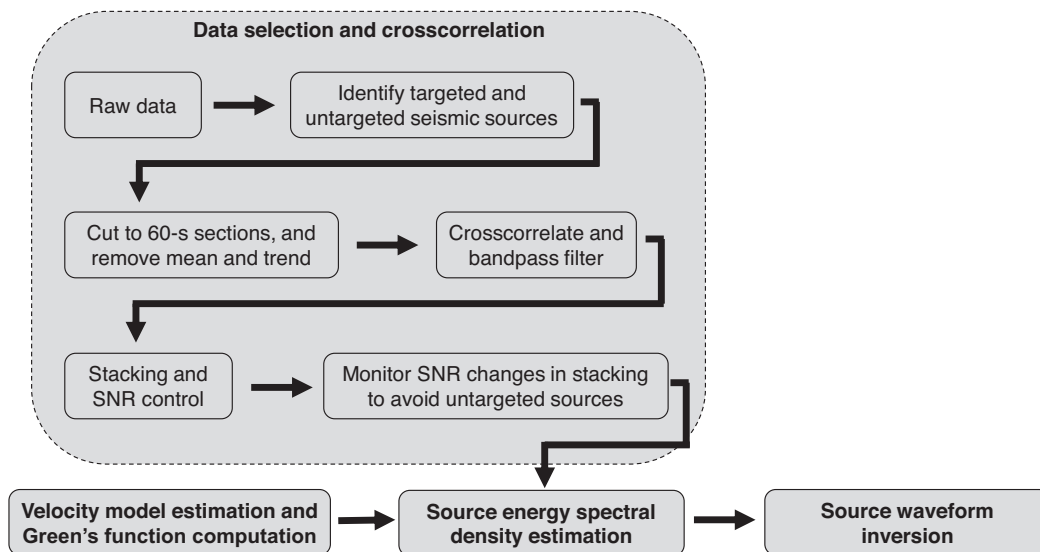 Data selection and crosscorrelation
Raw data
Identify targeted and
untargeted seismic sources
Cut to 60-s sections, and
remove mean and trend
Crosscorrelate and
bandpass filter
Stacking and
SNR control
Monitor SNR changes in stacking
to avoid untargeted sources
Velocity model estimation and
Green’s function computation
Source energy spectral
density estimation
Source waveform
inversion